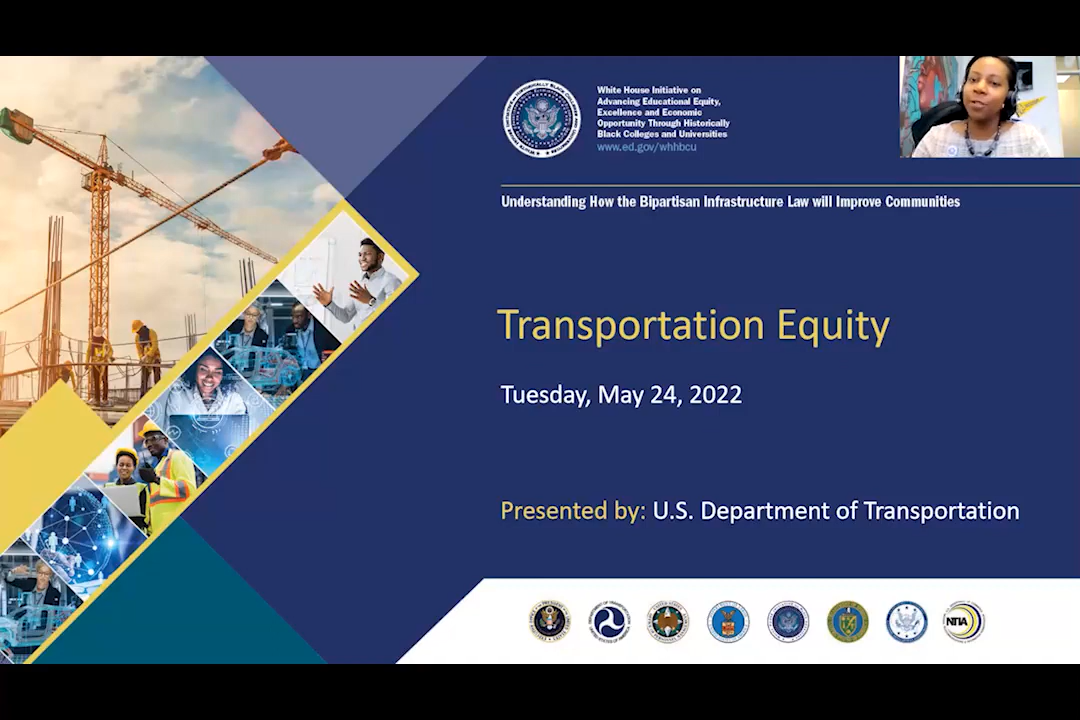 White House Initiative on
Advancing Educational Equity,
Excellence and Economic
Opportunity Through Historically
Black Colleges and Universities
www.ed.gov/whhbcu
Understanding How the Bipartisan Infrastructure Law will Improve Communities
Transportation Equity
Tuesday, May 24, 2022
Presented by: U.S. Department of Transportation
NTIA